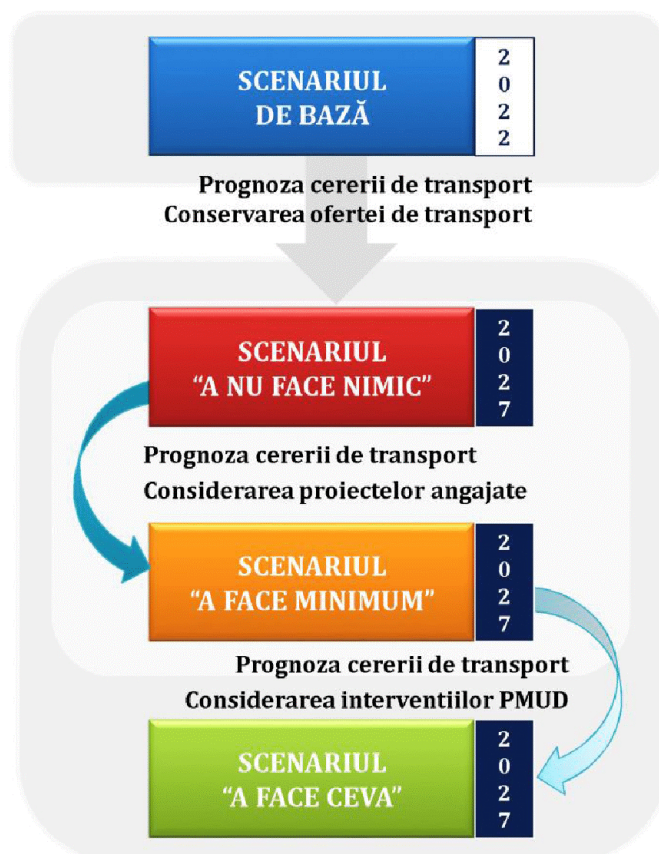 SCENARIUL
DE BAZĂ
2
0
2
2
Prognoza cererii de transport
Conservarea ofertei de transport
SCENARIUL
“A NU FACE NIMIC”
2
0
2
7
Prognoza cererii de transport
Considerarea proiectelor angajate
SCENARIUL
“A FACE MINIMUM”
2
0
2
7
Prognoza cererii de transport
Considerarea interventiilor PMUD
SCENARIUL
“A FACE CEVA”
2
0
2
7